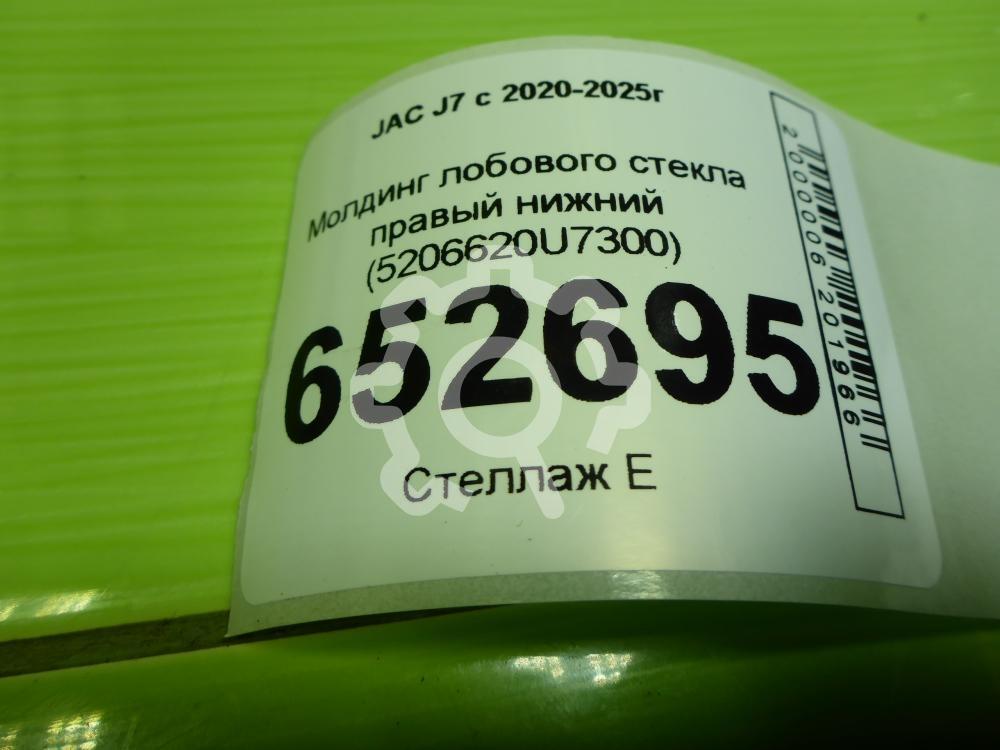 JAC J7 с 2020-2025г
Молдинг лобового стекла
правый нижний
(5206620U7300)
652695
Стеллаж Е
2000006201966